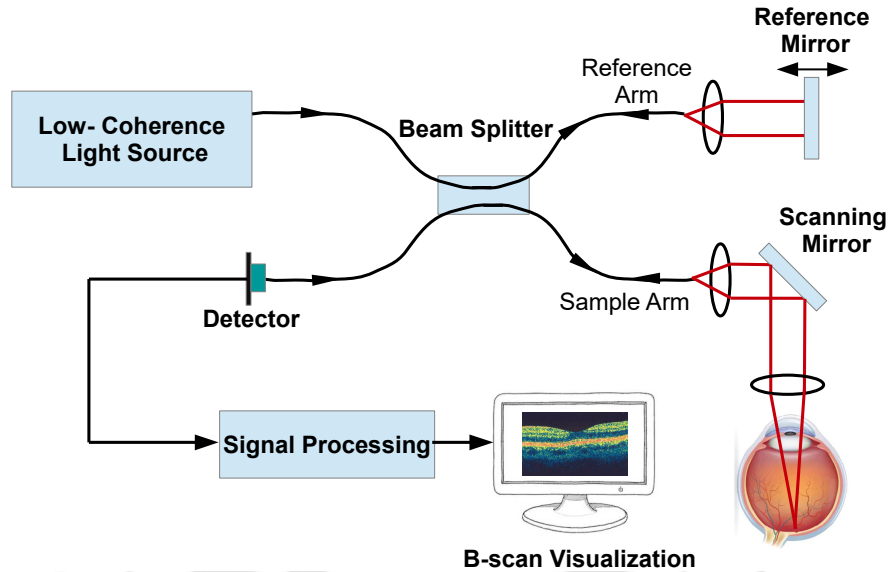 Reference
Mirror
Reference
Arm
Low- Coherence
Light Source
Beam Splitter
Scanning
Mirror
Sample Arm
Detector
Signal Processing
B-scan Visualization